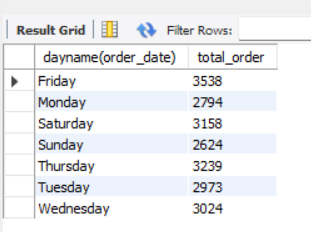 Result Grid Filter Rows:
dayname(order_date) total_order
Friday 3538
Monday 2794
Saturday 3158
Sunday 2624
Thursday 3239
Tuesday 2973
Wednesday 3024